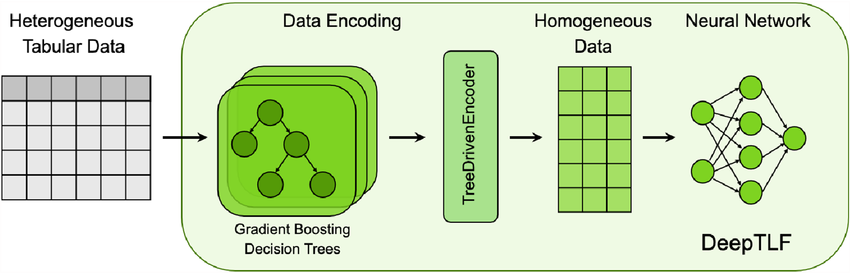 Heterogeneous
Tabular Data
Data Encoding
Gradient Boosting
Decision Trees
TreeDrivenEncoder
Homogeneous
Data
Neural Network
DeepTLF